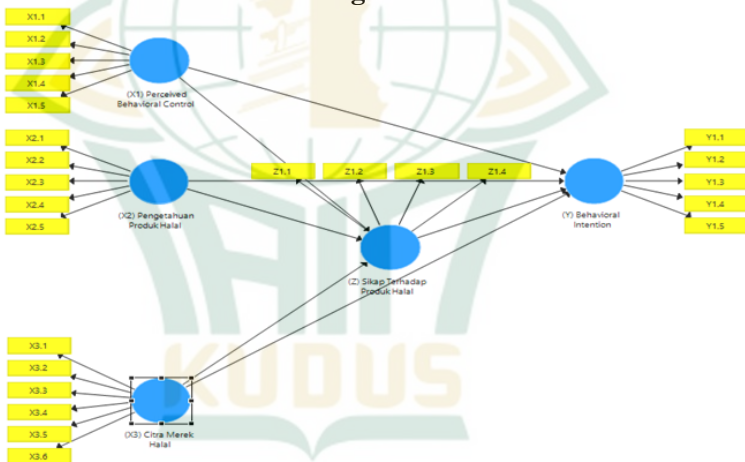 X1.1
X1.2
X1.3
X1.4
X1.5
(X1) Perceived
Behavioral Control
X2.1
X2.2
X2.3
X2.4
X2.5
(X2) Pengetahuan
Produk Halal
Z1.1
Z1.2
Z1.3
Z1.4
(Z) Sikap Terhadap
Produk Halal
Y1.1
Y1.2
Y1.3
Y1.4
Y1.5
(Y) Behavioral
Intention
X3.1
X3.2
X3.3
X3.4
X3.5
X3.6
(X3) Citra Merek
Halal
KUDUS